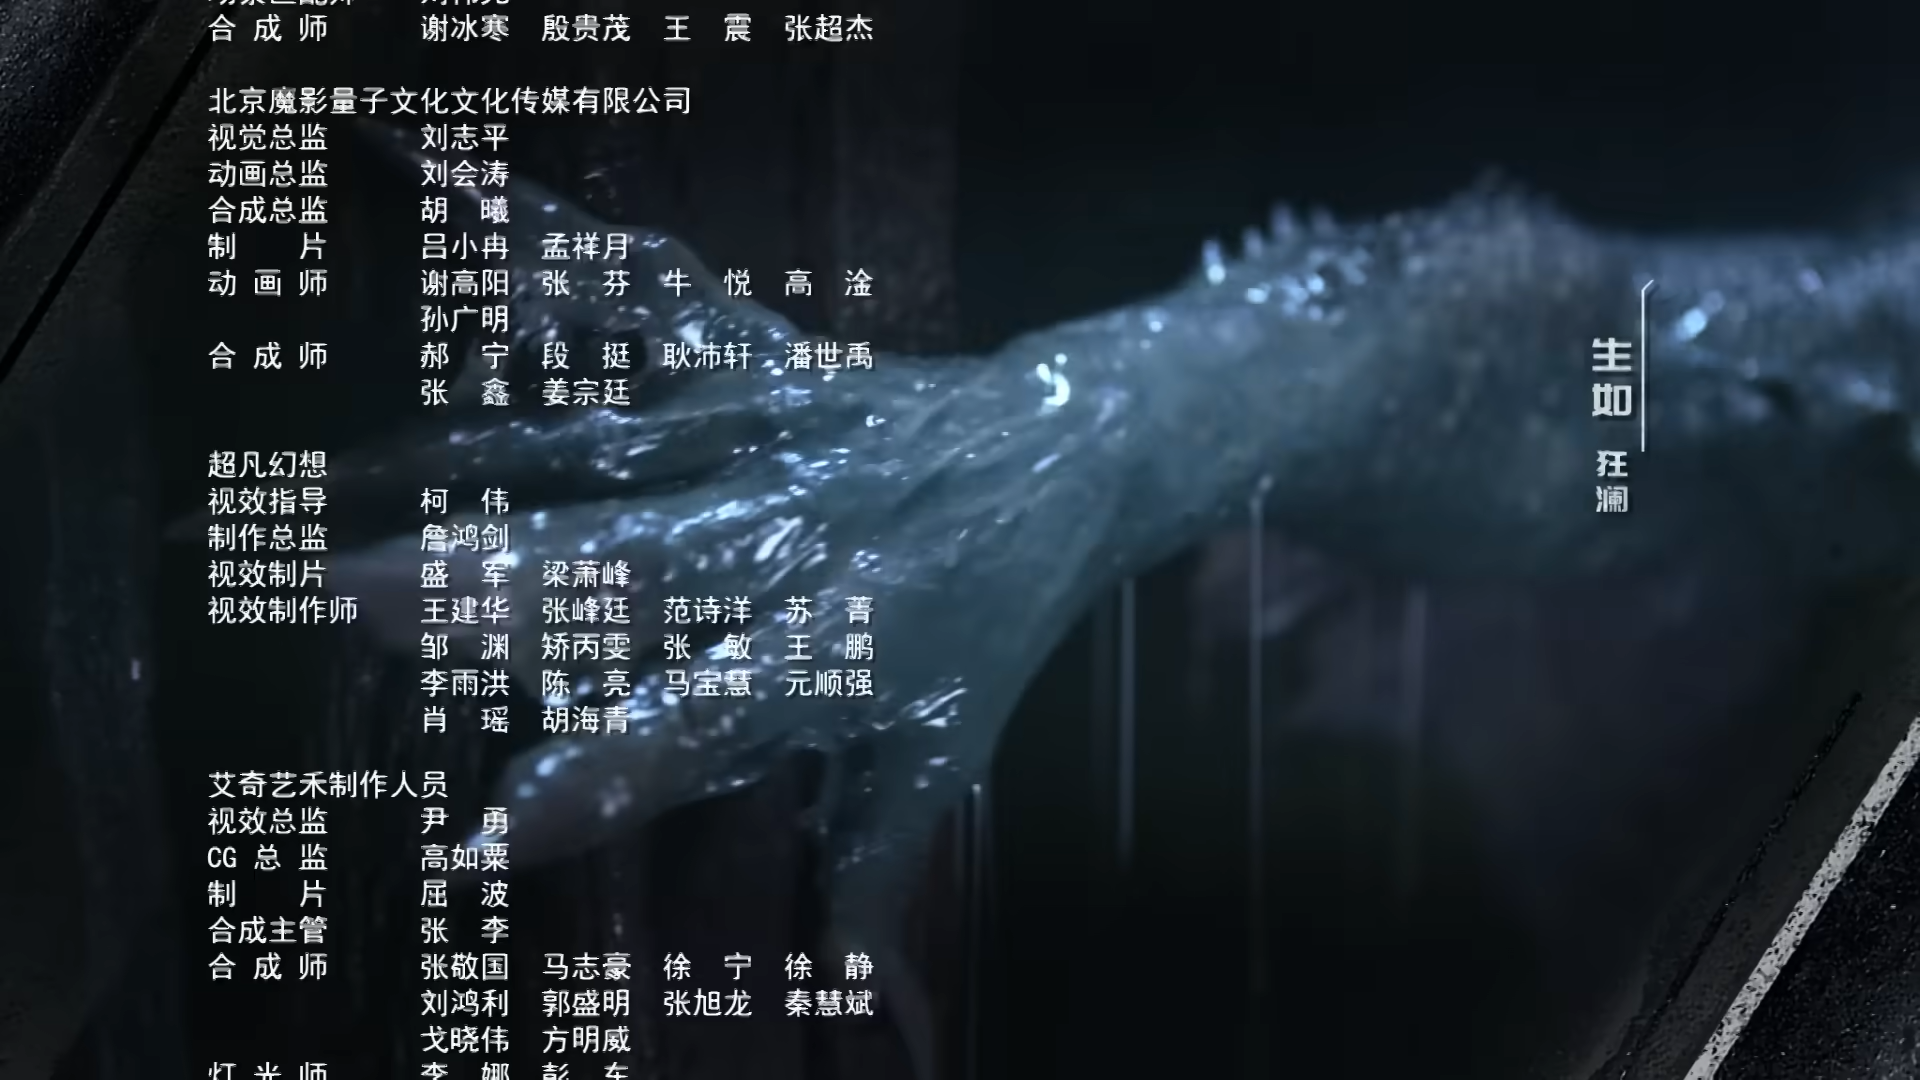 合 成 师 谢冰寒 殷贵茂 王 震 张超杰
北京魔影量子文化文化传媒有限公司
视觉总监 刘志平
动画总监 刘会涛
合成总监 胡 曦
制 片 吕小冉 孟祥月
动 画 师 谢高阳 张 芬 牛 悦 高 淦
孙广明
合 成 师 郝 宁 段 挺 耿沛轩 潘世禹
张 鑫 姜宗廷
超凡幻想
视效指导 柯 伟
制作总监 詹鸿剑
视效制片 盛 军 梁萧峰
视效制作师 王建华 张峰廷 范诗洋 苏 菁
邹 渊 矫丙雯 张 敏 王 鹏
李雨洪 陈 亮 马宝慧 元顺强
肖 瑶 胡海青
艾奇艺禾制作人员
视效总监 尹 勇
CG 总 监 高如粟
制 片 屈 波
合成主管 张 李
合 成 师 张敬国 马志豪 徐 宁 徐 静
刘鸿利 郭盛明 张旭龙 秦慧斌
戈晓伟 方明威
灯 光 师 李 娜 彭 车
生如
狂澜